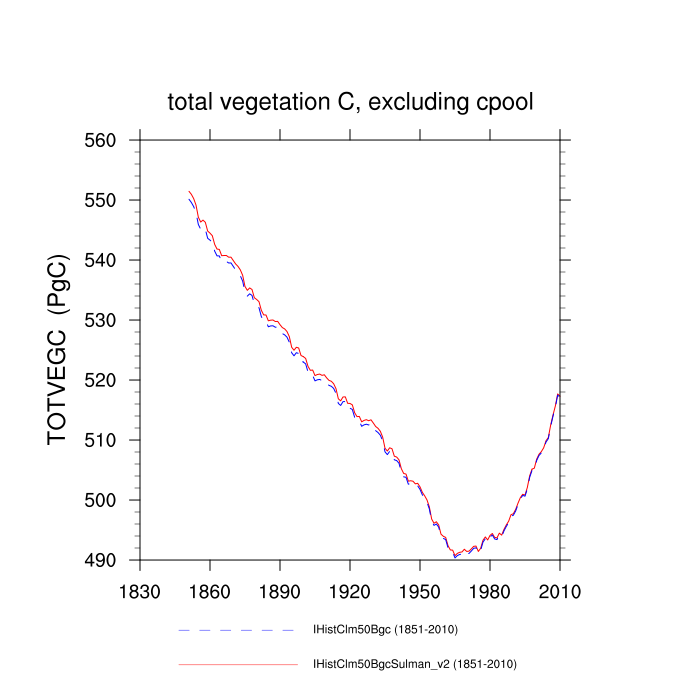 total vegetation C, excluding cpool
TOTVEGC (PgC)
560
550
540
530
520
510
500
490
1830 1860 1890 1920 1950 1980 2010
IHistClm50Bgc (1851-2010)
IHistClm50BgcSulman_v2 (1851-2010)